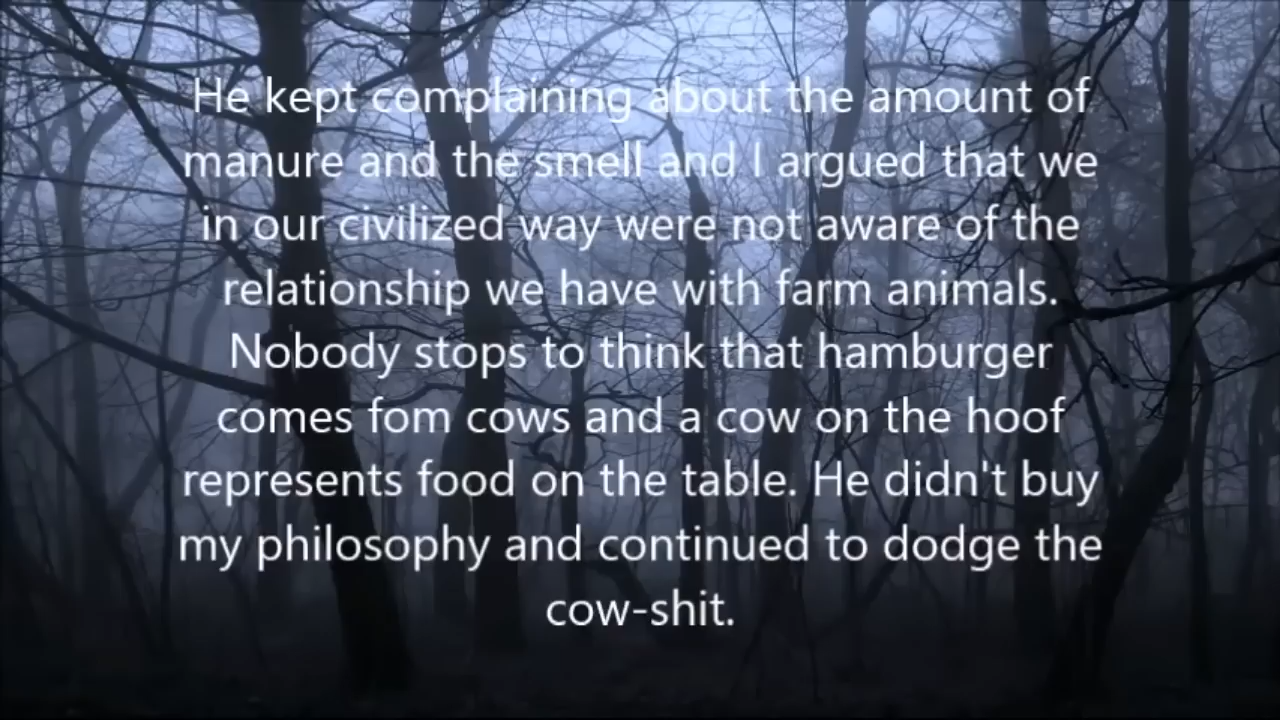 He kept complaining about the amount of
manure and the smell and I argued that we
in our civilized way were not aware of the
relationship we have with farm animals.
Nobody stops to think that hamburger
comes fom cows and a cow on the hoof
represents food on the table. He didn't buy
my philosophy and continued to dodge the
cow-shit.